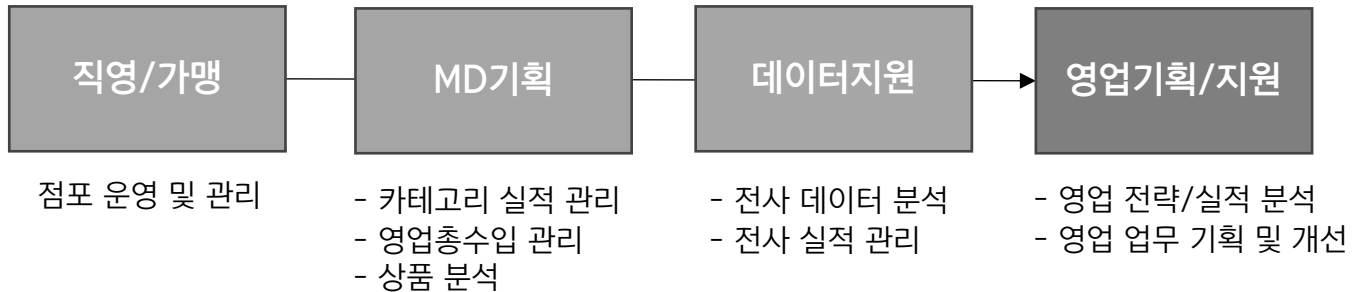 직영/가맹
MD기획
데이터지원
영업기획/지원
점포 운영 및 관리
- 카테고리 실적 관리
- 영업총수입 관리
- 상품 분석
- 전사 데이터 분석
- 전사 실적 관리
- 영업 전략/실적 분석
- 영업 업무 기획 및 개선